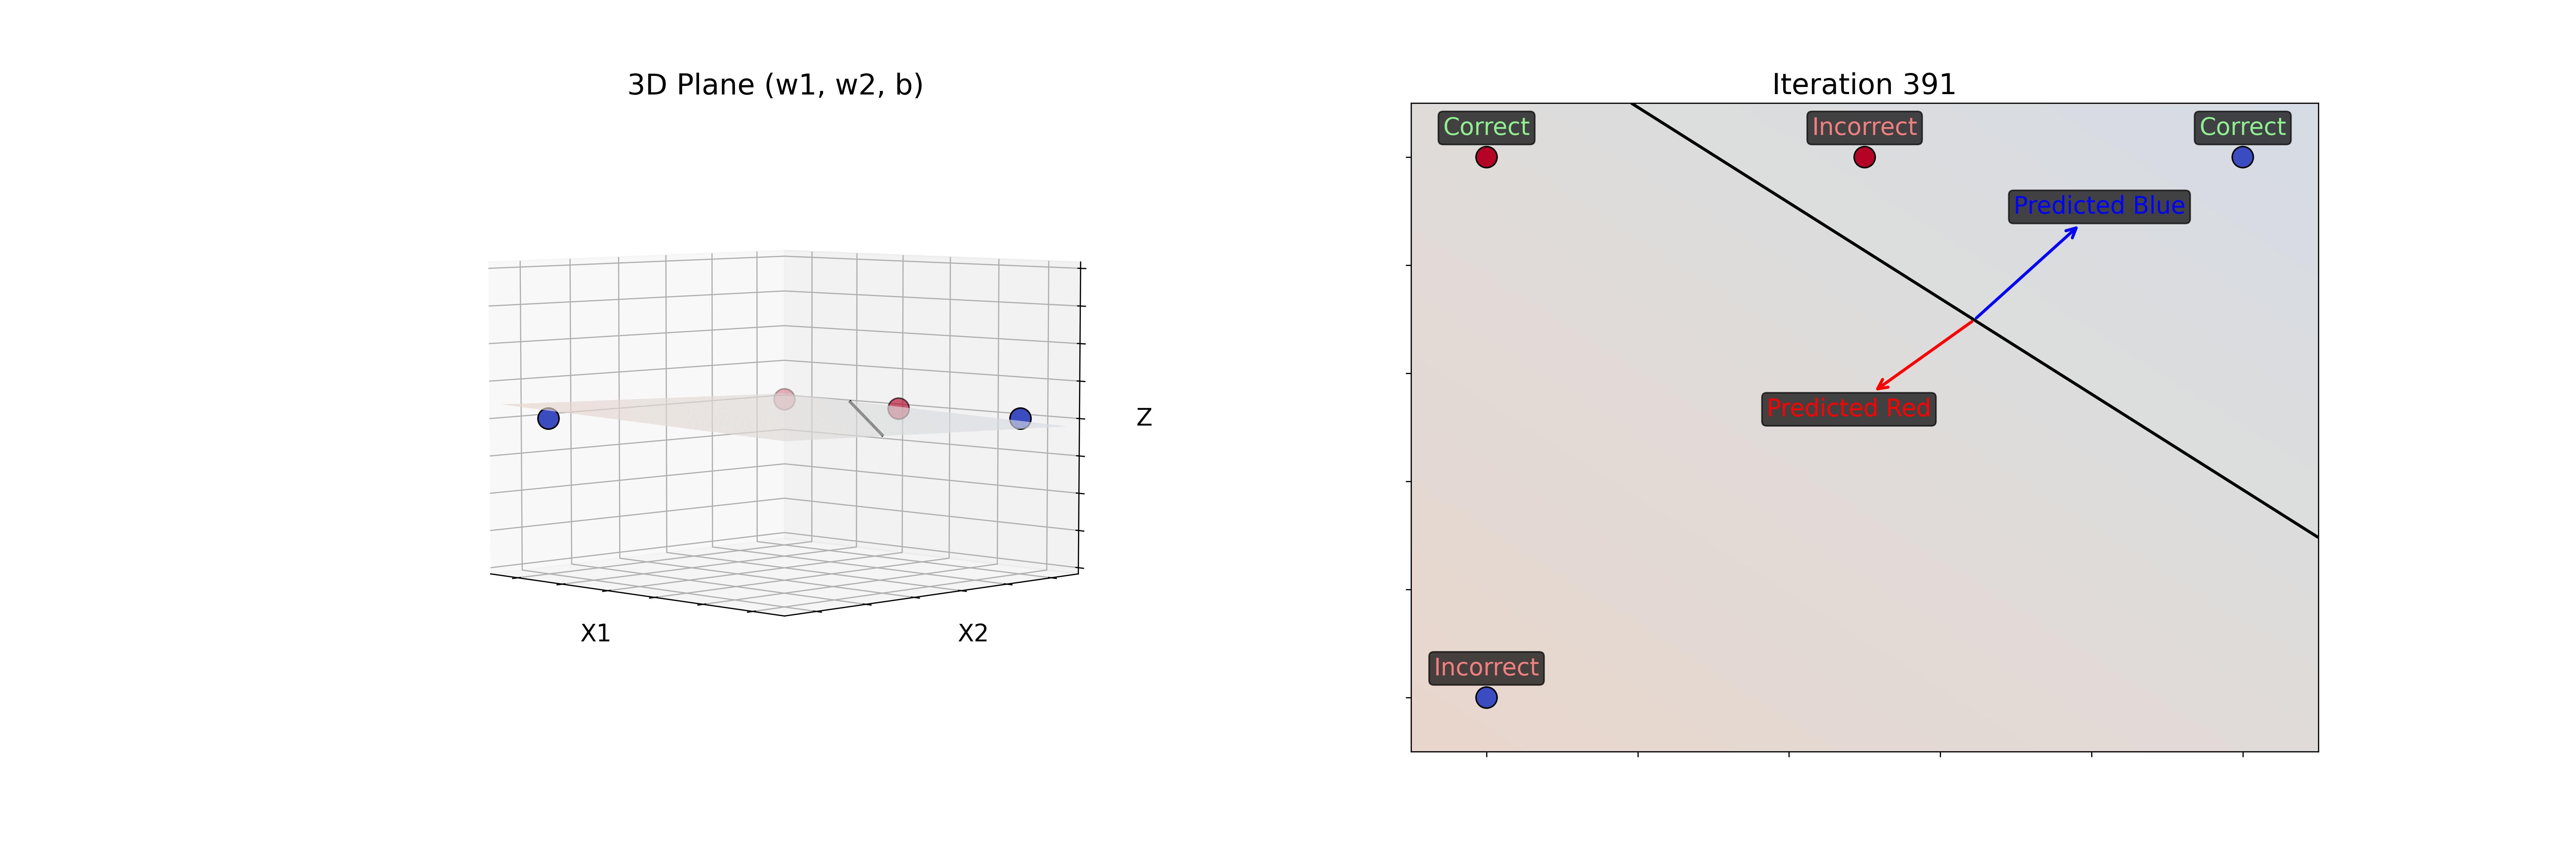 3D Plane (w1, w2, b)
Z
X1
X2
Iteration 391
Correct
Incorrect
Correct
Predicted Blue
Predicted Red
Incorrect